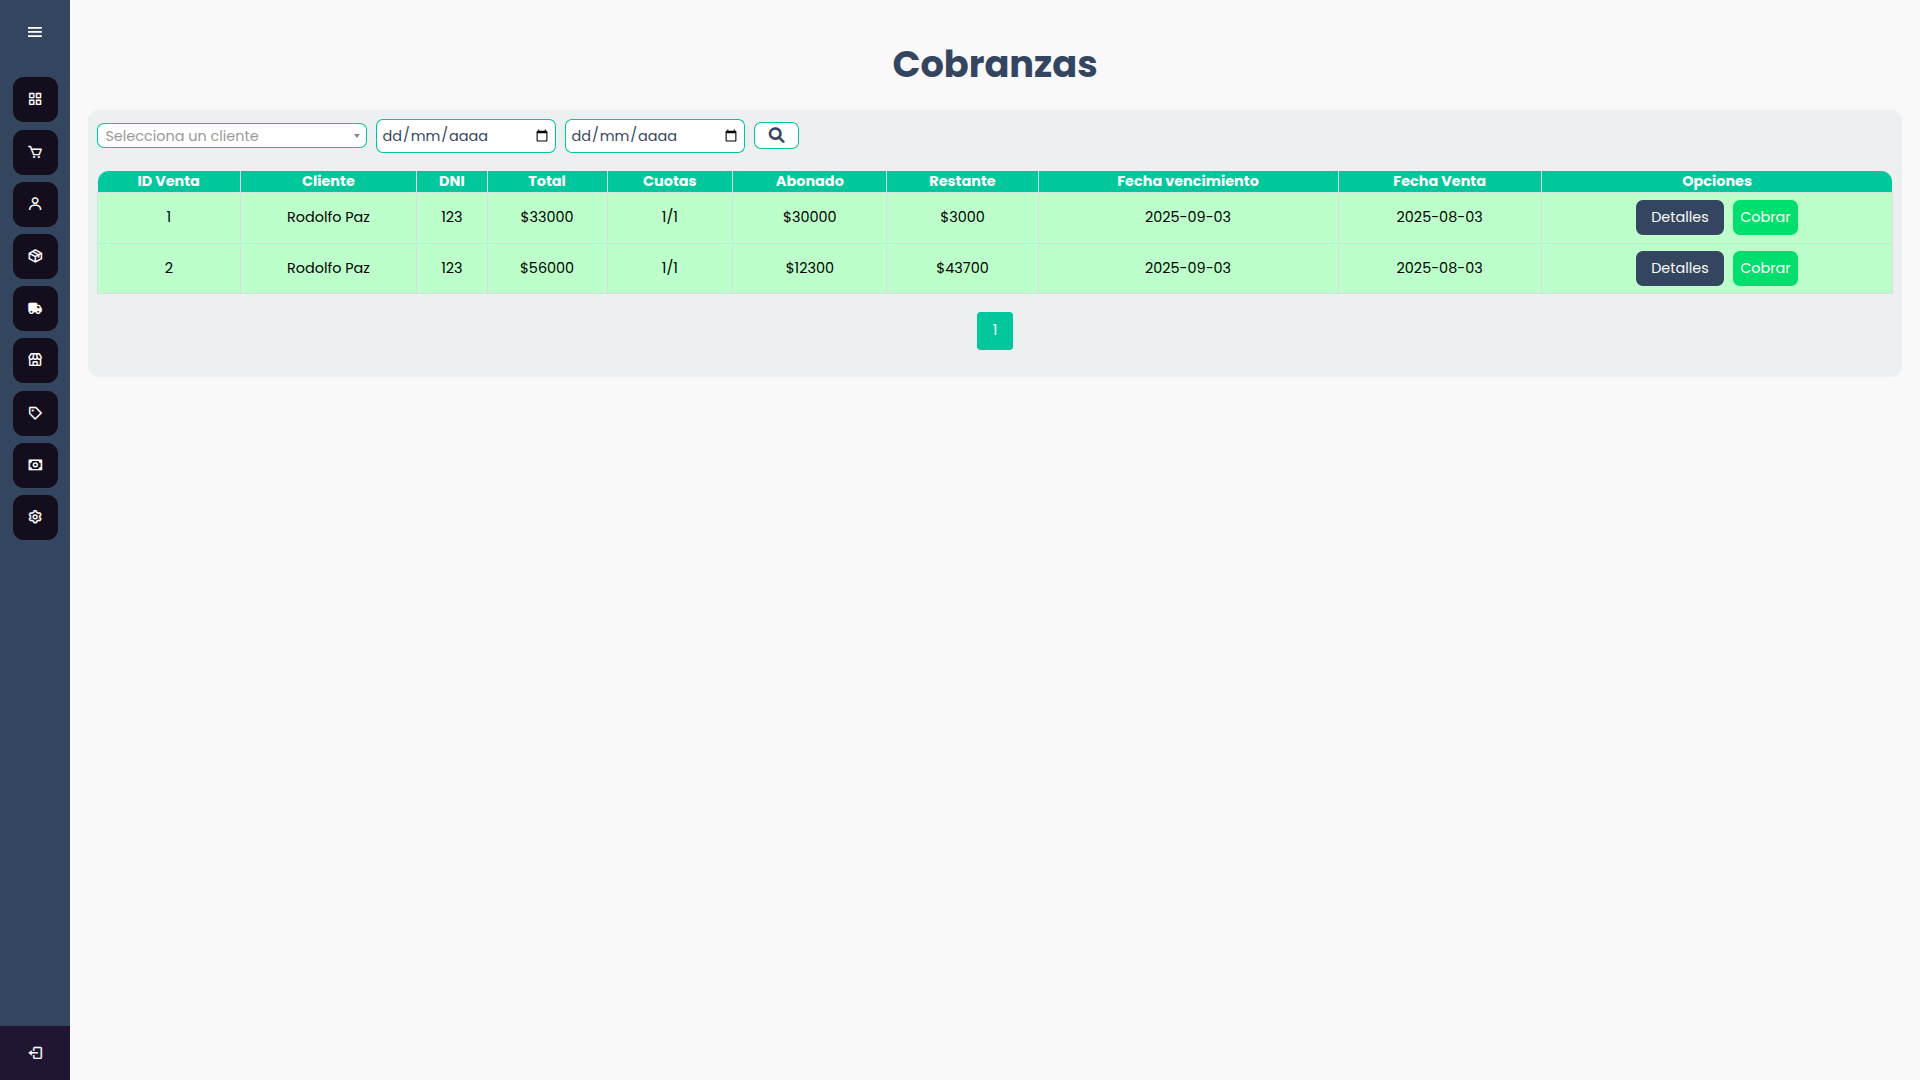 Cobranzas
Selecciona un cliente dd/mm/aaaa dd/mm/aaaa
ID Venta Cliente DNI Total Cuotas Abonado Restante Fecha vencimiento Fecha Venta Opciones
1 Rodolfo Paz 123 $33000 1/1 $30000 $3000 2025-09-03 2025-08-03 Detalles Cobrar
2 Rodolfo Paz 123 $56000 1/1 $12300 $43700 2025-09-03 2025-08-03 Detalles Cobrar
1